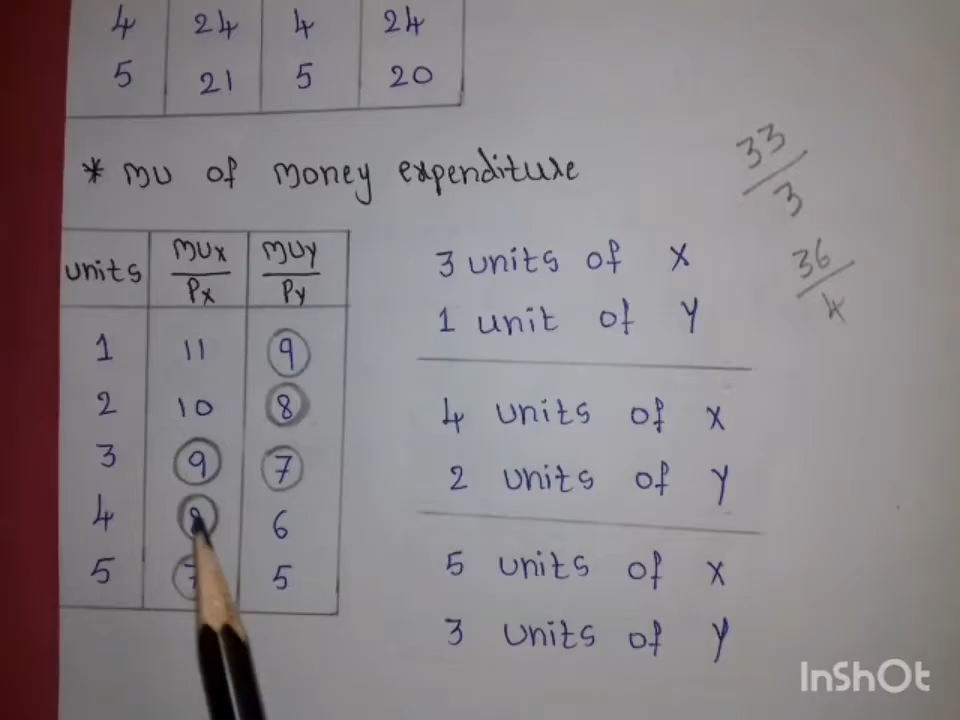 4 24 4 24
5 21 5 20
* MU of Money expenditure
33
3
36
4
units MUx MUy
Px Py
1 11 9
2 10 8
3 9 7
4 8 6
5 7 5
3 units of X
1 unit of Y
4 units of X
2 units of Y
5 units of X
3 units of Y
InShOt